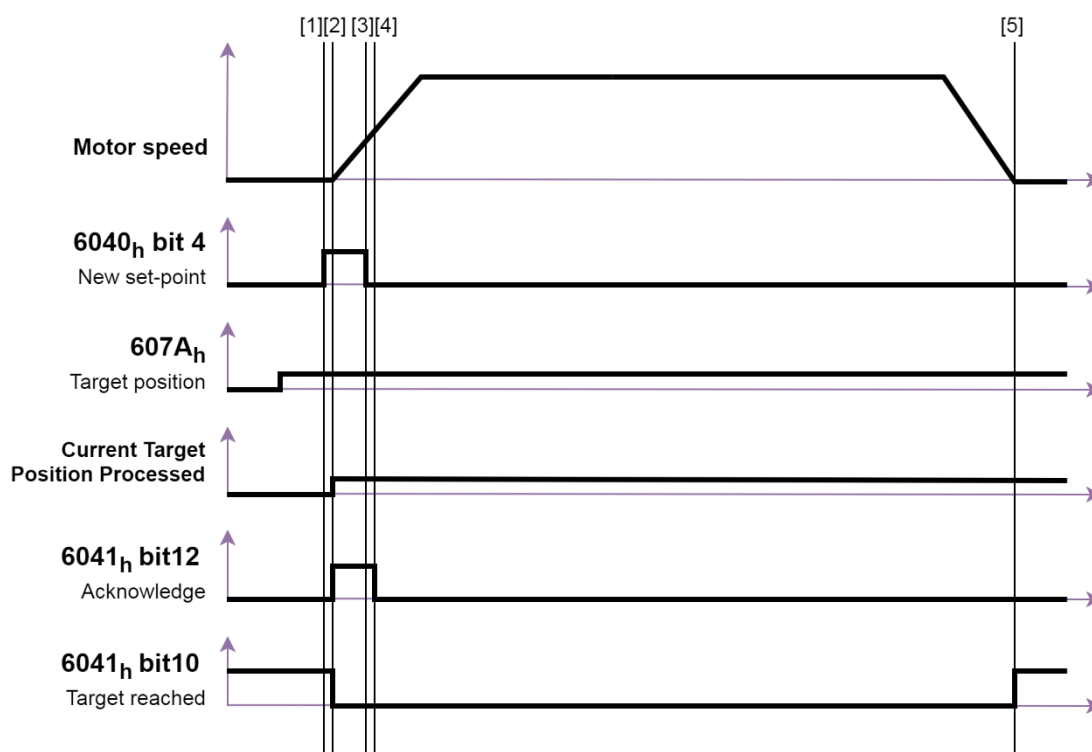 [1][2] [3][4] [5]
Motor speed
6040h bit 4
New set-point
607Ah
Target position
Current Target
Position Processed
6041h bit12
Acknowledge
6041h bit10
Target reached